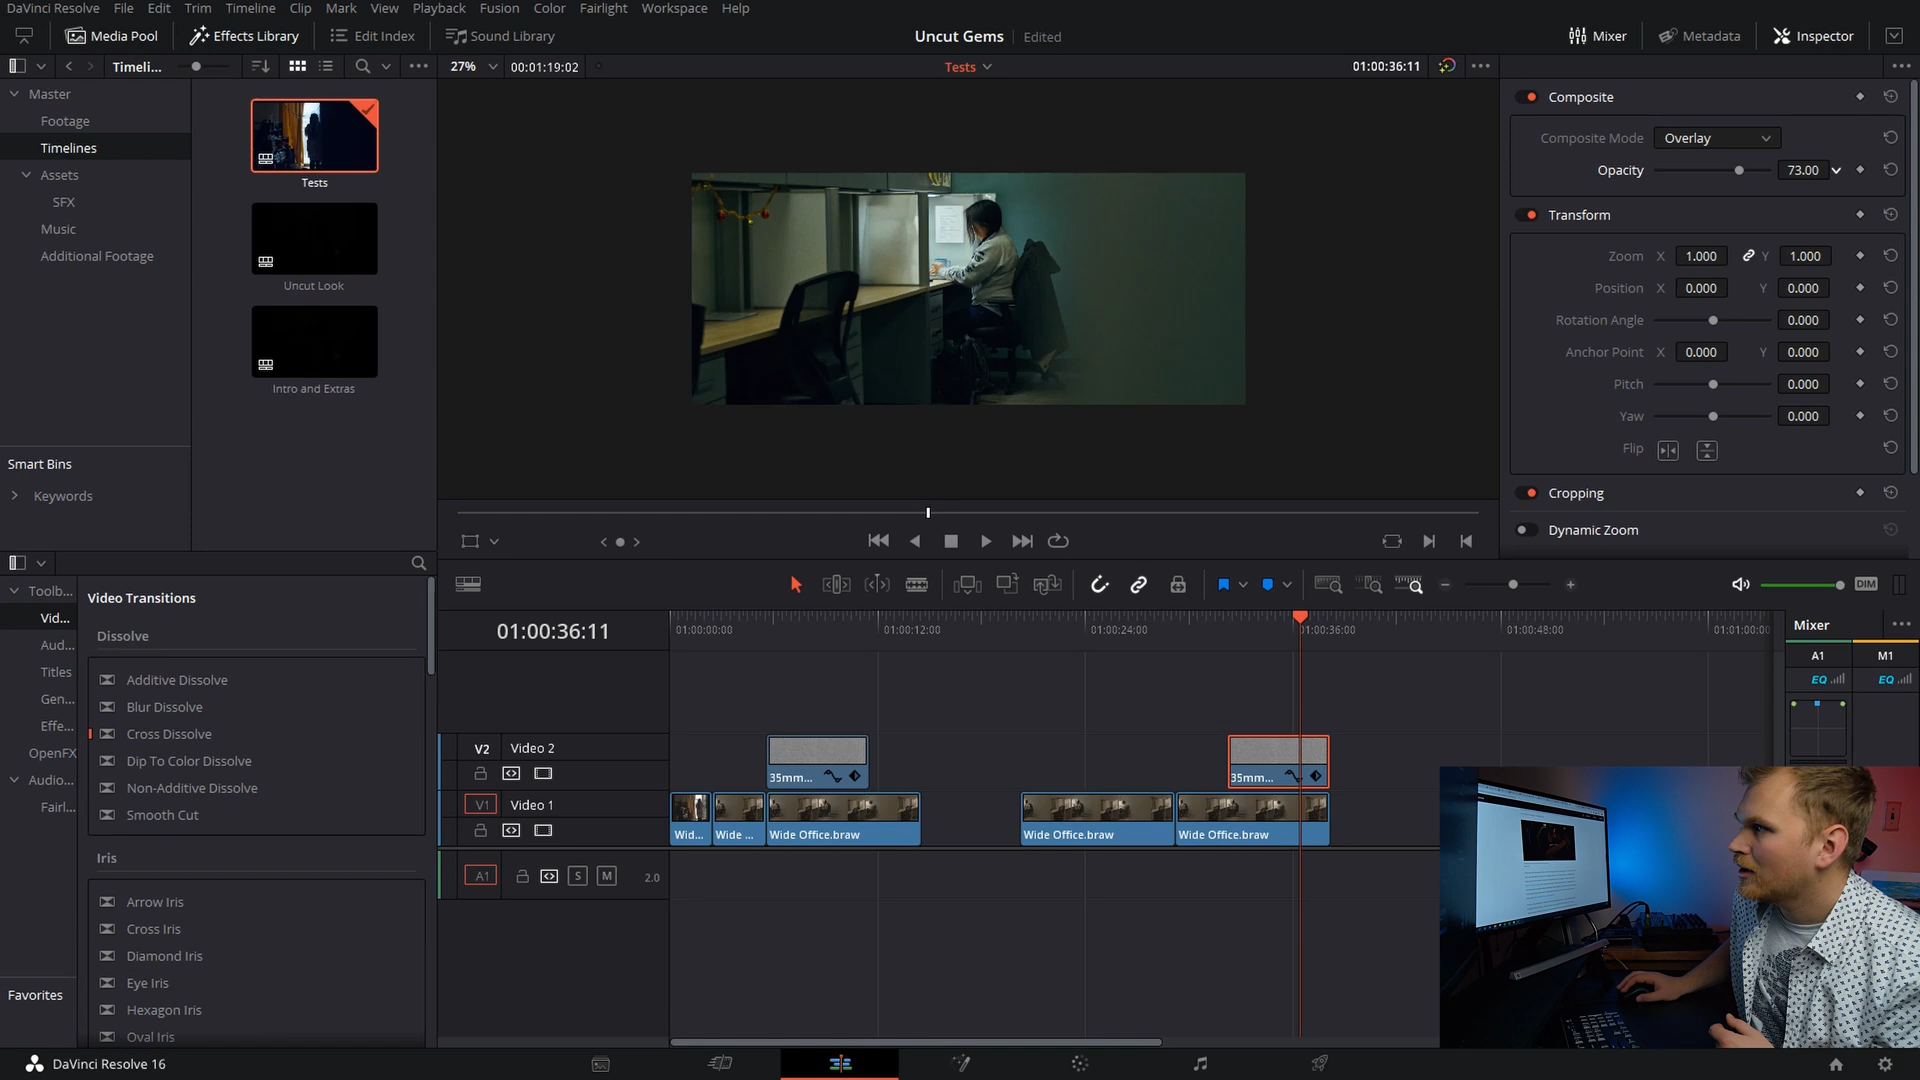 DaVinci Resolve File Edit Trim Timeline Clip Mark View Playback Fusion Color Fairlight Workspace Help
Media Pool Effects Library Edit Index Sound Library Uncut Gems Edited Mixer Metadata Inspector
Timeli... 27% 00:01:19:02 Tests 01:00:36:11
Master
Footage
Timelines
Assets
SFX
Music
Additional Footage
Tests
Uncut Look
Intro and Extras
Smart Bins
Keywords
Composite
Composite Mode Overlay
Opacity 73.00
Transform
Zoom X 1.000 Y 1.000
Position X 0.000 Y 0.000
Rotation Angle 0.000
Anchor Point X 0.000 Y 0.000
Pitch 0.000
Yaw 0.000
Flip
Cropping
Dynamic Zoom
Toolb...
Vid...
Aud...
Titles
Gen...
Effe...
OpenFX
Audio...
Fairl...
Favorites
Video Transitions
Dissolve
Additive Dissolve
Blur Dissolve
Cross Dissolve
Dip To Color Dissolve
Non-Additive Dissolve
Smooth Cut
Iris
Arrow Iris
Cross Iris
Diamond Iris
Eye Iris
Hexagon Iris
Oval Iris
DIM
01:00:36:11 01:00:00:00 01:00:12:00 01:00:24:00 01:00:36:00 01:00:48:00 01:01:00:00
V2 Video 2
35mm... 35mm...
V1 Video 1
Wid... Wide ... Wide Office.braw Wide Office.braw Wide Office.braw
A1 S M 2.0
Mixer
A1 M1
EQ EQ
DaVinci Resolve 16